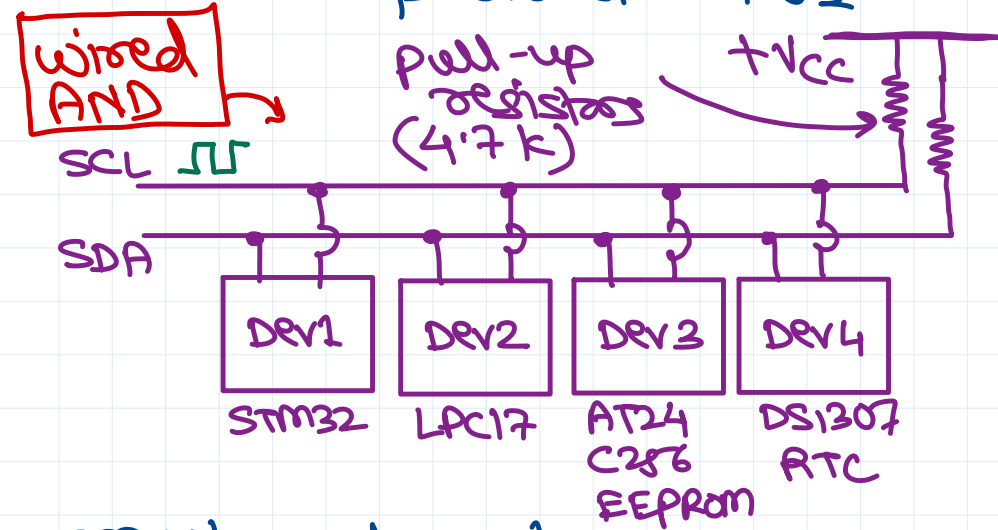 wired
AND
pull-up
resistors
(4.7 k)
+VCC
SCL
SDA
Dev1
Dev2
Dev3
Dev4
STM32
LPC17
AT24
C256
EEPROM
DS1307
RTC